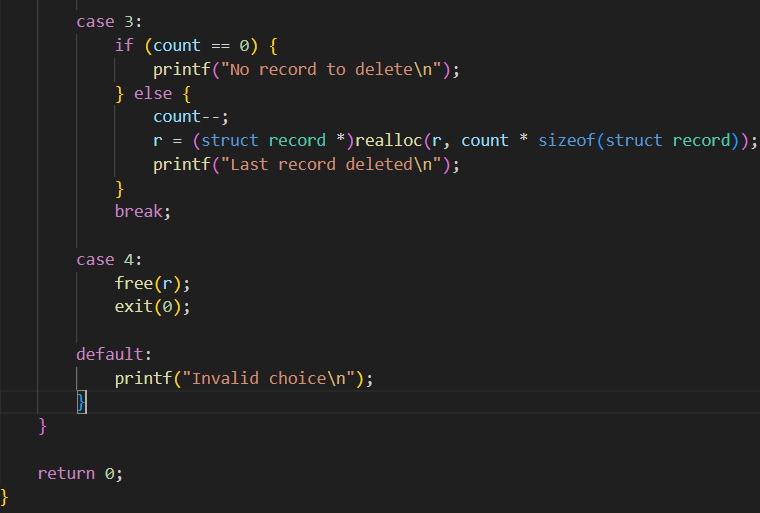 case 3:
if (count == 0) {
printf("No record to delete\n");
} else {
count--;
r = (struct record *)realloc(r, count * sizeof(struct record));
printf("Last record deleted\n");
}
break;
case 4:
free(r);
exit(0);
default:
printf("Invalid choice\n");
}
}
return 0;
}